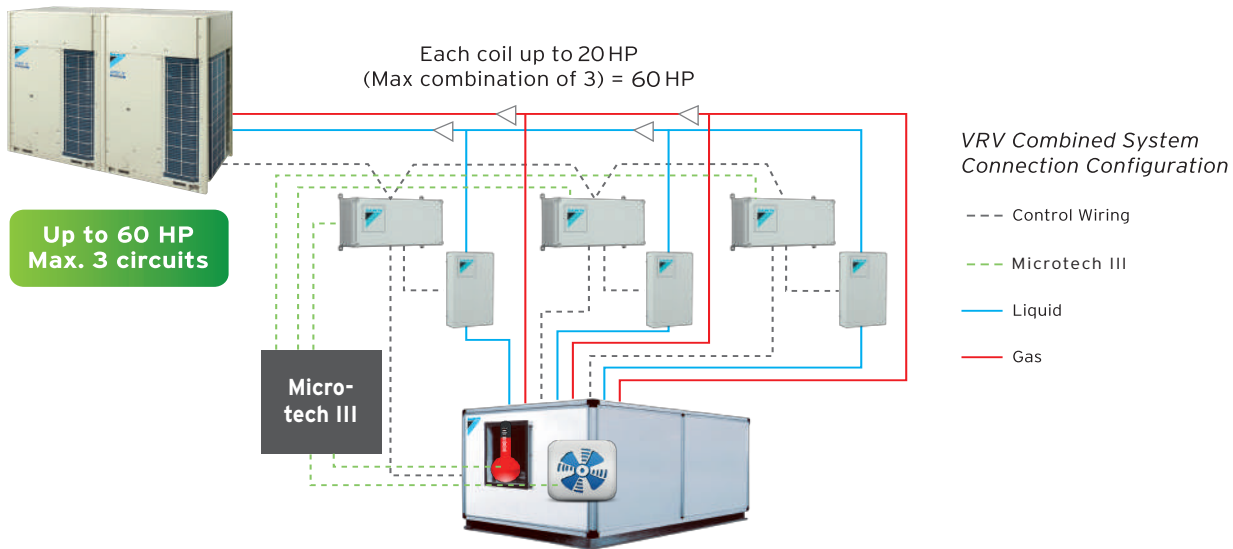 Each coil up to 20 HP
(Max combination of 3) = 60 HP
VRV Combined System
Connection Configuration
Control Wiring
Microtech III
Liquid
Gas
Up to 60 HP
Max. 3 circuits
Micro-
tech III